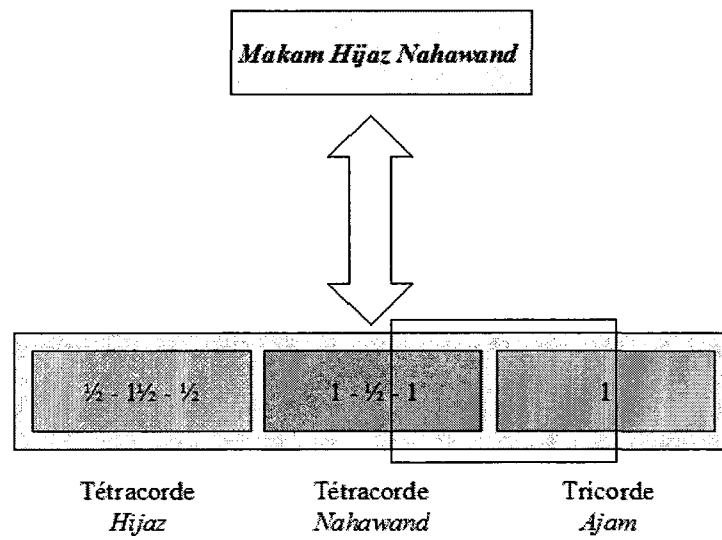 Makam Hijaz Nahawand
½ - 1½ - ½
1 - ½ - 1
1
Tétracorde
Hijaz
Tétracorde
Nahawand
Tricorde
Ajam